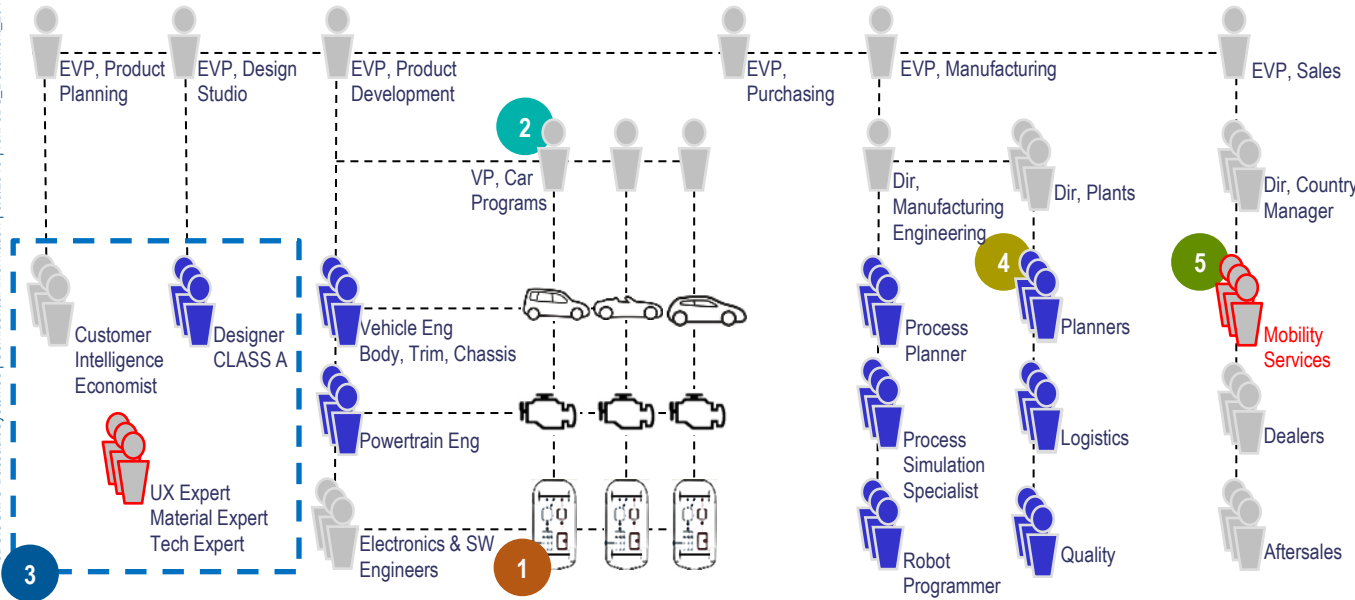 EVP, Product
Planning
EVP, Design
Studio
EVP, Product
Development
EVP,
Purchasing
EVP, Manufacturing
EVP, Sales
2
VP, Car
Programs
Dir,
Manufacturing
Engineering
Dir, Plants
Dir, Country
Manager
4
5
Customer
Intelligence
Economist
Designer
CLASS A
Vehicle Eng
Body, Trim, Chassis
Process
Planner
Planners
Mobility
Services
Powertrain Eng
Process
Simulation
Specialist
Logistics
Dealers
UX Expert
Material Expert
Tech Expert
Electronics & SW
Engineers
1
Robot
Programmer
Quality
Aftersales
3